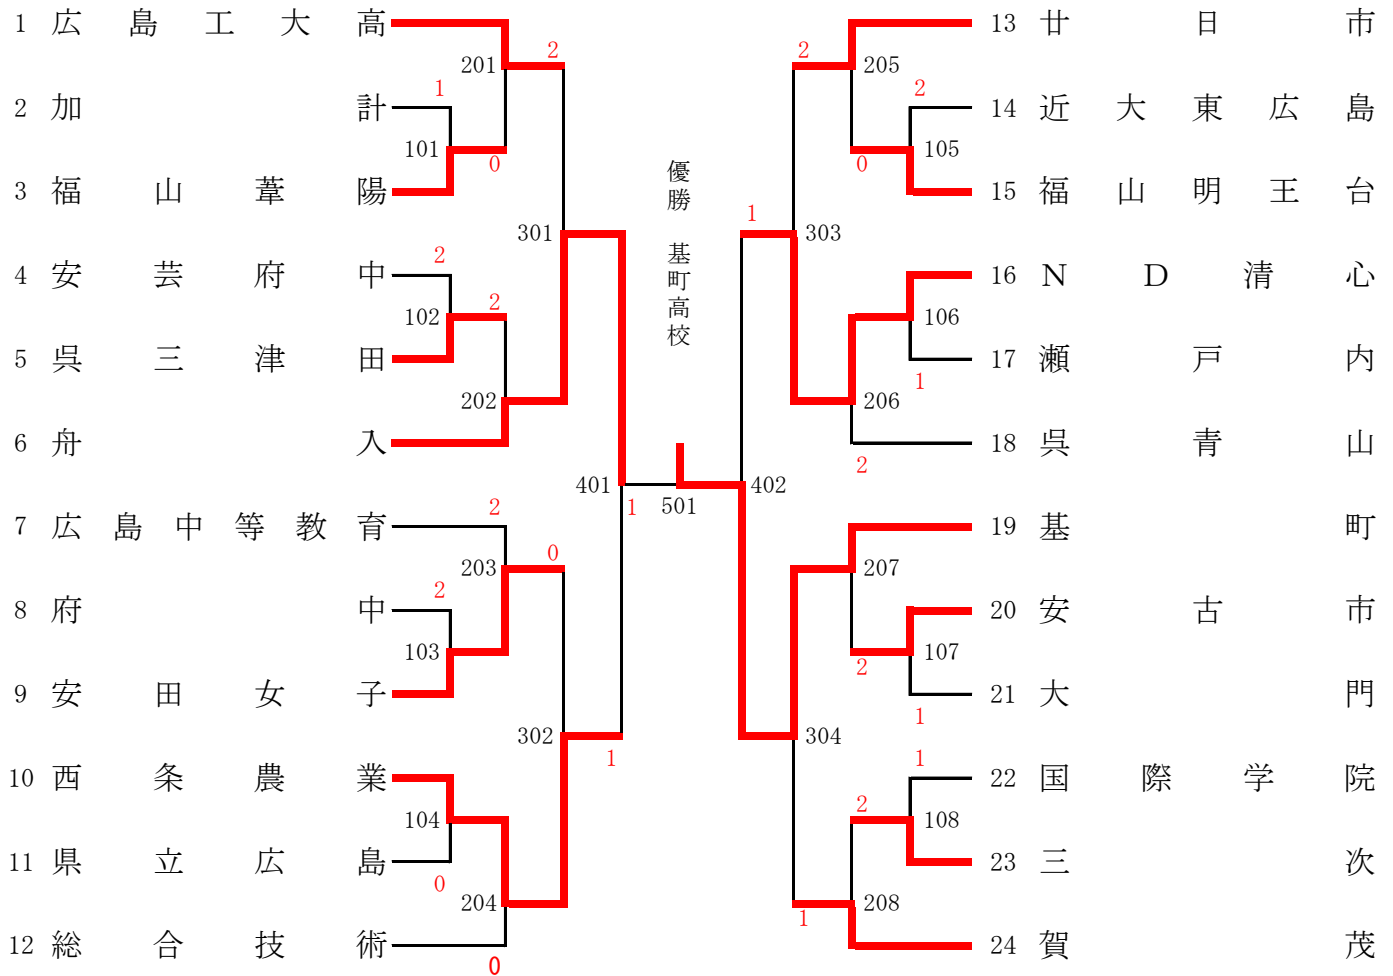 1 広島工大高
2 加計
3 福山葦陽
4 安芸府中
5 呉三津田
6 舟入
7 広島中等教育
8 府中
9 安田女子
10 西条農業
11 県立広島
12 総合技術
201
2
1
101
0
301
2
102
2
202
401
1
2
203
0
2
103
302
1
104
0
204
0
優勝 基町高校
501
2
205
2
105
0
1
303
106
1
206
2
402
207
107
2
1
304
1
2
108
208
1
13 廿日市
14 近大東広島
15 福山明王台
16 ND清心
17 瀬戸内
18 呉青山
19 基町
20 安古市
21 大門
22 国際学院
23 三次
24 賀茂